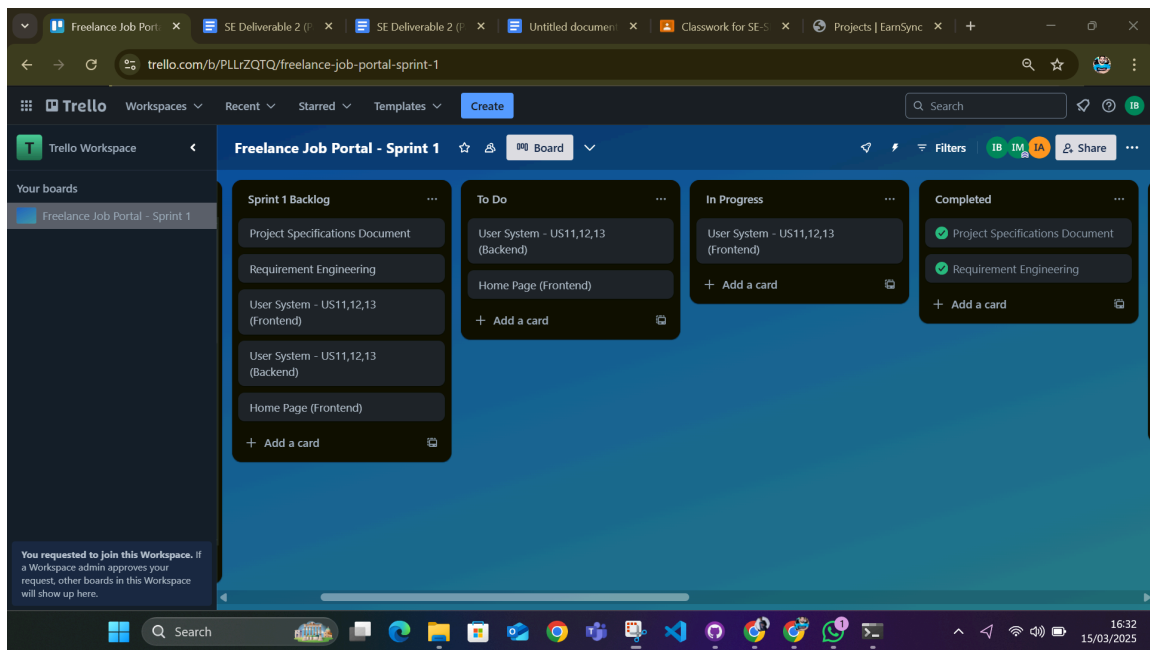 Freelance Job Port
SE Deliverable 2 (P
SE Deliverable 2 (P
Untitled document
Classwork for SE-S
Projects | EarnSync
trello.com/b/PLLrZQTQ/freelance-job-portal-sprint-1
Trello
Workspaces
Recent
Starred
Templates
Create
Search
IB
T
Trello Workspace
Freelance Job Portal - Sprint 1
Board
Filters
IB
IM
IA
Share
Your boards
Freelance Job Portal - Sprint 1
Sprint 1 Backlog
Project Specifications Document
Requirement Engineering
User System - US11,12,13
(Frontend)
User System - US11,12,13
(Backend)
Home Page (Frontend)
+ Add a card
To Do
User System - US11,12,13
(Backend)
Home Page (Frontend)
+ Add a card
In Progress
User System - US11,12,13
(Frontend)
+ Add a card
Completed
Project Specifications Document
Requirement Engineering
+ Add a card
You requested to join this Workspace. If
a Workspace admin approves your
request, other boards in this Workspace
will show up here.
Search
1
16:32
15/03/2025